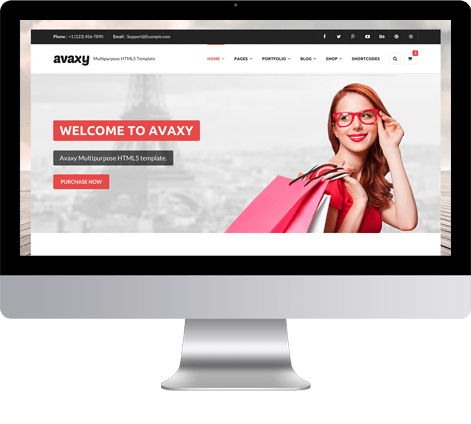 Phone : +1 (123) 456-7890 Email : Support@Example.com
avaxy Multipurpose HTML5 Template HOME PAGES PORTFOLIO BLOG SHOP SHORTCODES
WELCOME TO AVAXY
Avaxy Multipurpose HTML5 template.
PURCHASE NOW